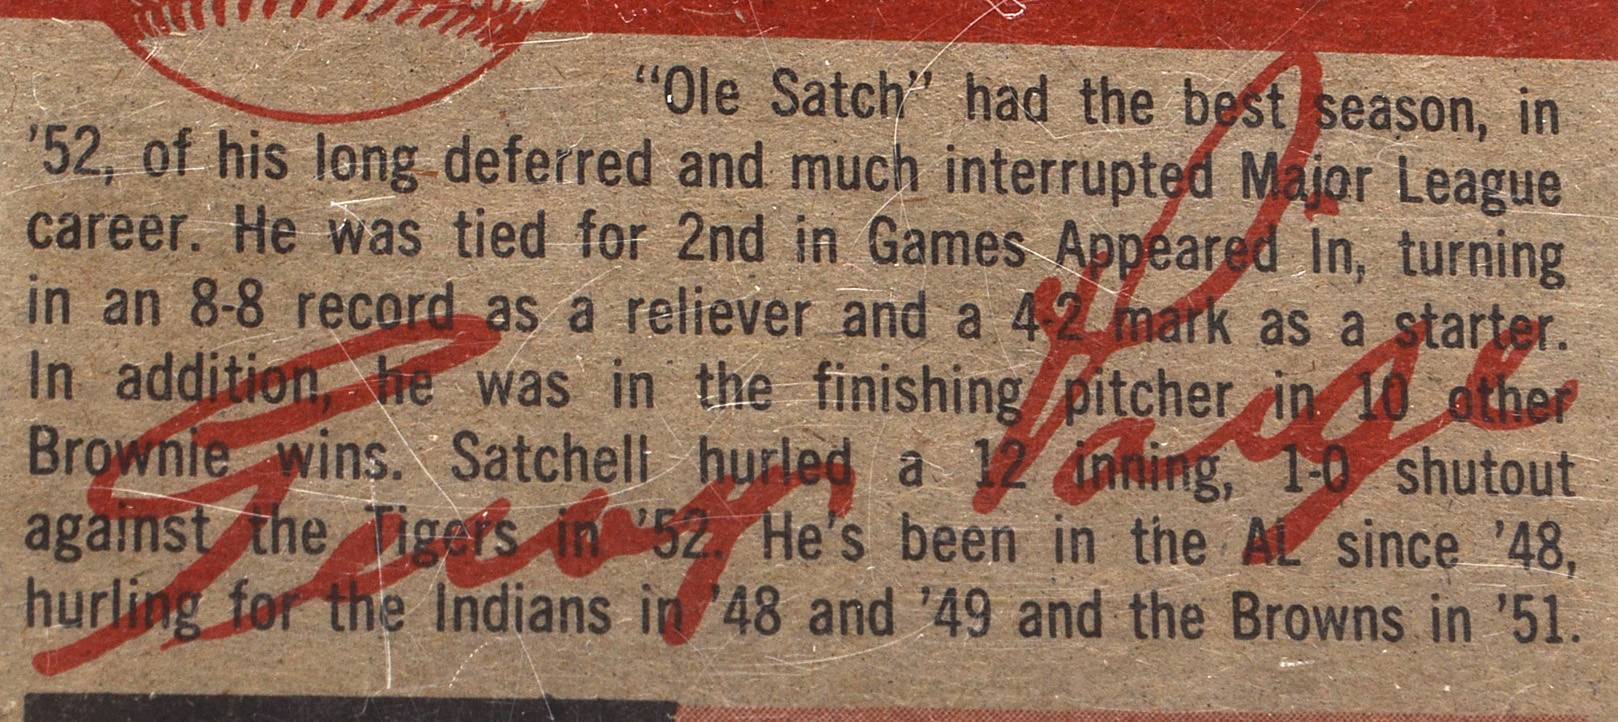 “Ole Satch” had the best season, in
’52, of his long deferred and much interrupted Major League
career. He was tied for 2nd in Games Appeared In, turning
in an 8-8 record as a reliever and a 4-2 mark as a starter.
In addition, he was in the finishing pitcher in 10 other
Brownie wins. Satchell hurled a 12 inning, 1-0 shutout
against the Tigers in ’52. He's been in the AL since ’48,
hurling for the Indians in ’48 and ’49 and the Browns in ’51.
Leroy Paige